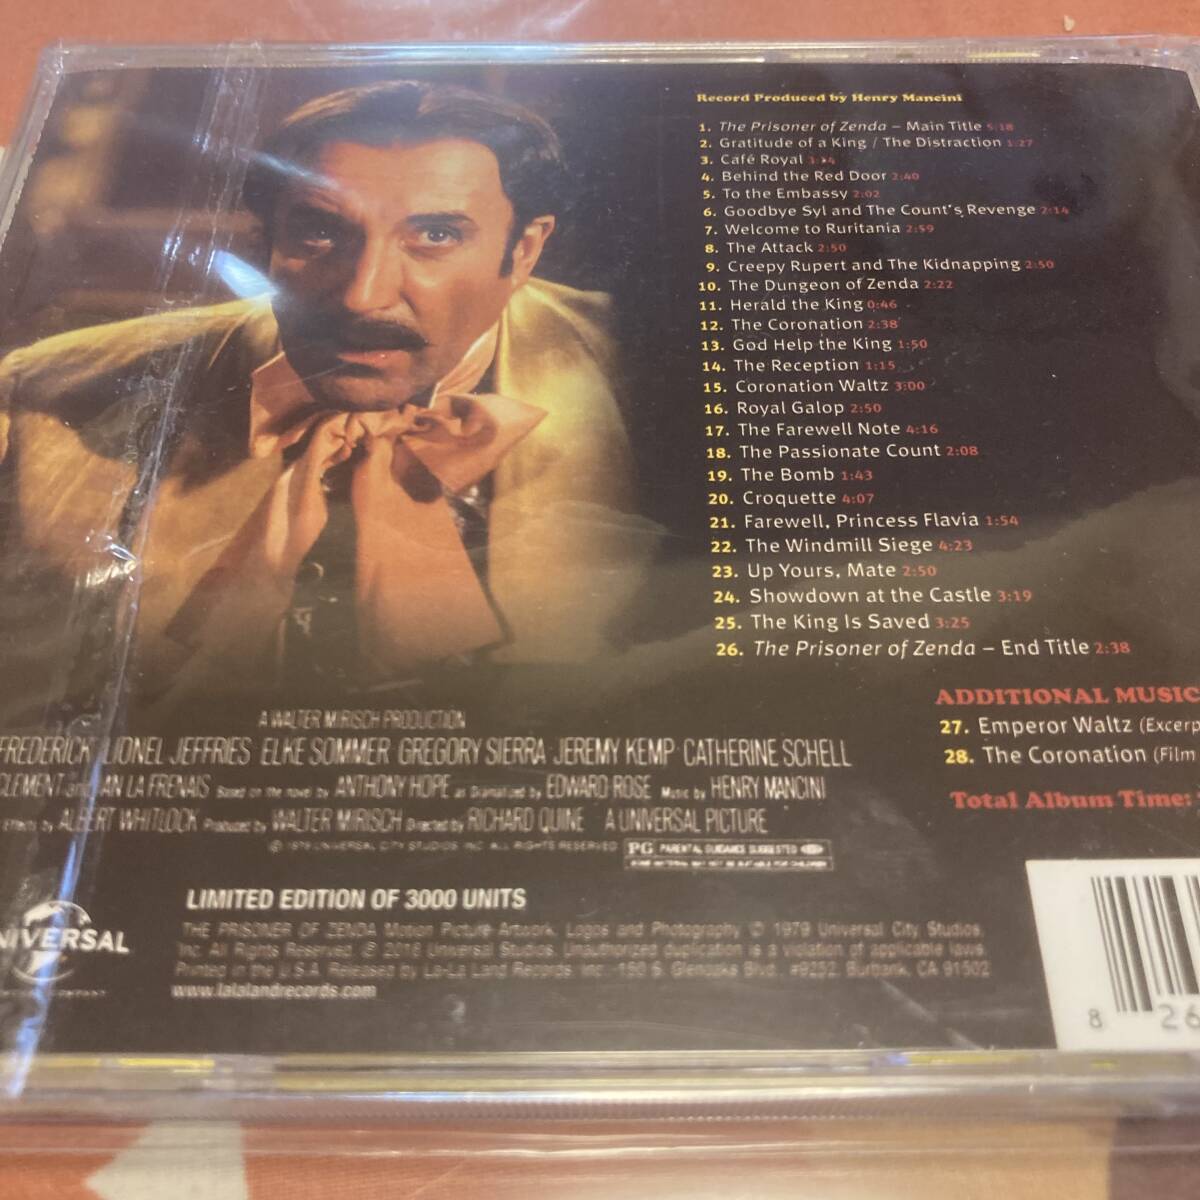 Record Produced by Henry Mancini
1. The Prisoner of Zenda – Main Title 5:18
2. Gratitude of a King / The Distraction 1:27
3. Café Royal
4. Behind the Red Door 2:40
5. To the Embassy 2:02
6. Goodbye Syl and The Count's Revenge 2:14
7. Welcome to Ruritania 2:59
8. The Attack 2:50
9. Creepy Rupert and The Kidnapping 2:50
10. The Dungeon of Zenda 2:22
11. Herald the King 0:46
12. The Coronation 2:38
13. God Help the King 1:50
14. The Reception 1:15
15. Coronation Waltz 3:00
16. Royal Galop 2:50
17. The Farewell Note 4:16
18. The Passionate Count 2:08
19. The Bomb 1:43
20. Croquette 4:07
21. Farewell, Princess Flavia 1:54
22. The Windmill Siege 4:23
23. Up Yours, Mate 2:50
24. Showdown at the Castle 3:19
25. The King Is Saved 3:25
26. The Prisoner of Zenda – End Title 2:38
ADDITIONAL MUSIC
27. Emperor Waltz (Excerp
28. The Coronation (Film
Total Album Time:
A WALTER MIRISCH PRODUCTION
FREDERICK LIONEL JEFFRIES ELKE SOMMER GREGORY SIERRA JEREMY KEMP CATHERINE SCHELL
CLEMENT and IAN LA FRENAIS Based on the novel by ANTHONY HOPE as Dramatized by EDWARD ROSE Music by HENRY MANCINI
Effects by ALBERT WHITLOCK Produced by WALTER MIRISCH Directed by RICHARD QUINE A UNIVERSAL PICTURE
© 1979 UNIVERSAL CITY STUDIOS INC. ALL RIGHTS RESERVED PG PARENTAL GUIDANCE SUGGESTED
SOME MATERIAL MAY NOT BE SUITABLE FOR CHILDREN
LIMITED EDITION OF 3000 UNITS
THE PRISONER OF ZENDA Motion Picture Artwork, Logos and Photography © 1979 Universal City Studios,
Inc. All Rights Reserved. ℗ 2016 Universal Studios. Unauthorized duplication is a violation of applicable laws.
Printed in the U.S.A. Released by La-La Land Records, Inc. 150 S. Glenoaks Blvd., #9252, Burbank, CA 91502
www.lalalandrecords.com
NIVERSAL
8 26